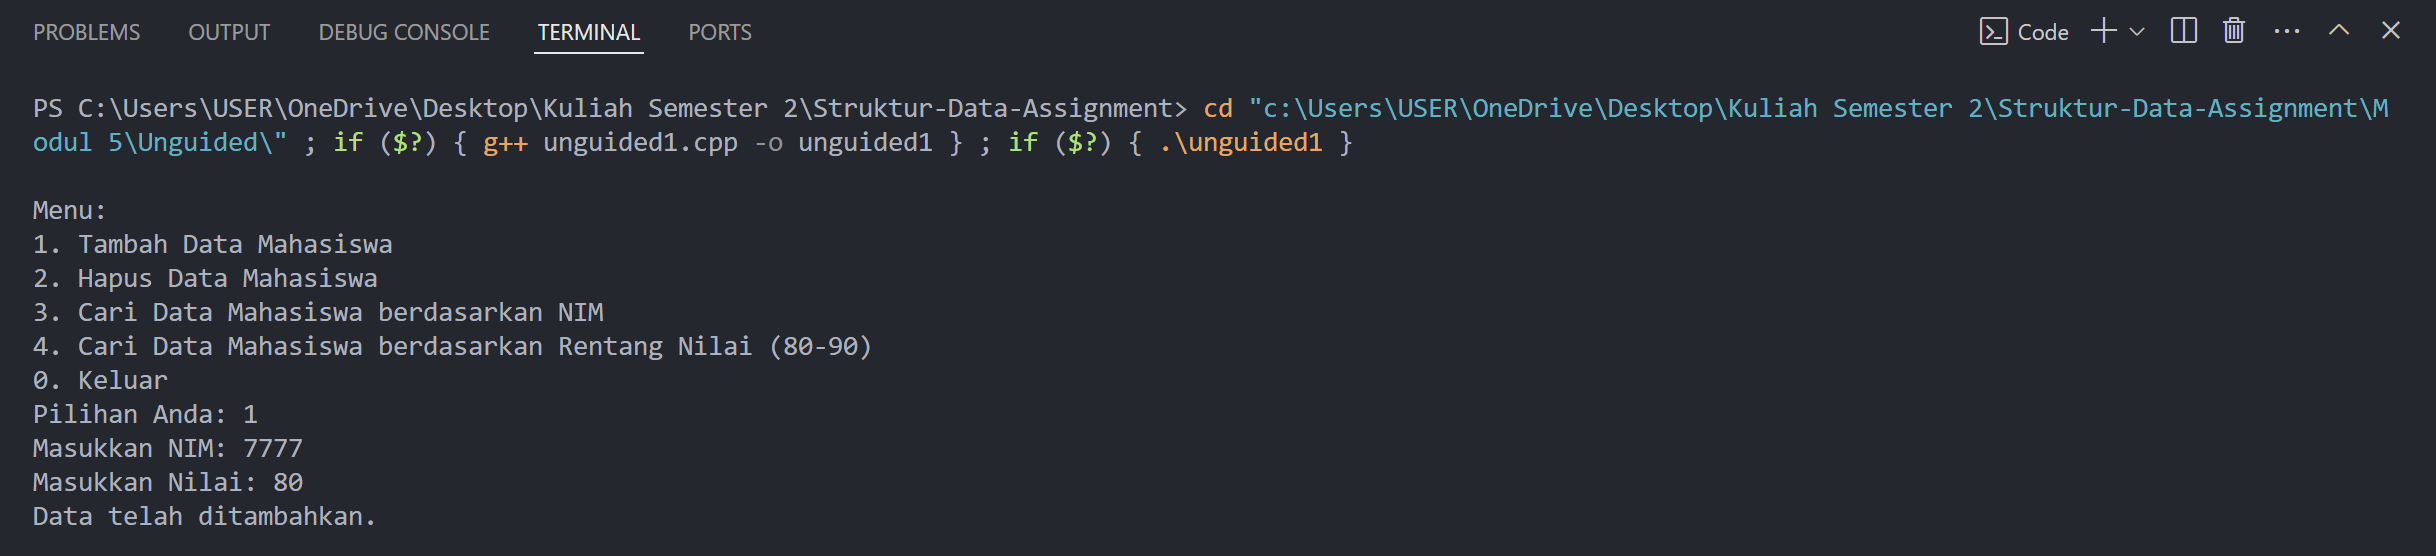 PROBLEMS OUTPUT DEBUG CONSOLE TERMINAL PORTS Code
PS C:\Users\USER\OneDrive\Desktop\Kuliah Semester 2\Struktur-Data-Assignment> cd "c:\Users\USER\OneDrive\Desktop\Kuliah Semester 2\Struktur-Data-Assignment\M
odul 5\Unguided\" ; if ($?) { g++ unguided1.cpp -o unguided1 } ; if ($?) { .\unguided1 }
Menu:
1. Tambah Data Mahasiswa
2. Hapus Data Mahasiswa
3. Cari Data Mahasiswa berdasarkan NIM
4. Cari Data Mahasiswa berdasarkan Rentang Nilai (80-90)
0. Keluar
Pilihan Anda: 1
Masukkan NIM: 7777
Masukkan Nilai: 80
Data telah ditambahkan.